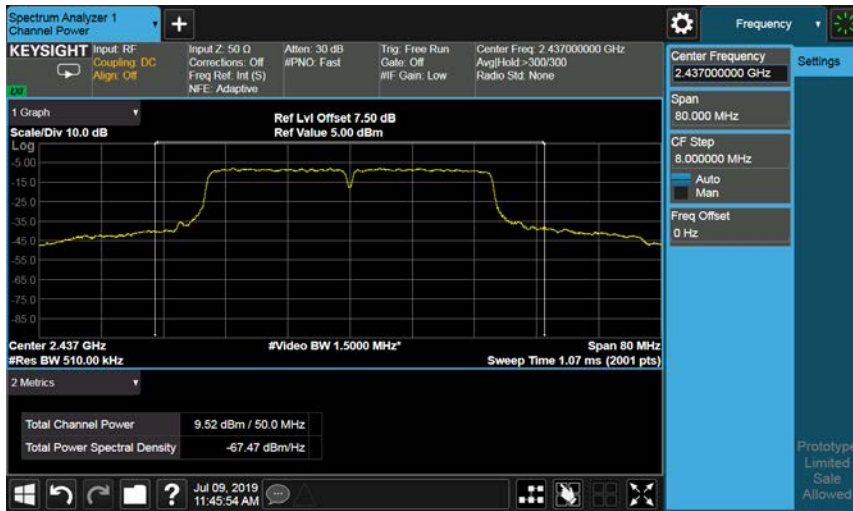 Spectrum Analyzer 1
Channel Power
+
Frequency
KEYSIGHT
Input: RF
Coupling: DC
Align: Off
Input Z: 50 Ω
Corrections: Off
Freq Ref: Int (S)
NFE: Adaptive
Atten: 30 dB
#PNO: Fast
Trig: Free Run
Gate: Off
#IF Gain: Low
Center Freq: 2.437000000 GHz
Avg|Hold:>300/300
Radio Std: None
LXI
Center Frequency
2.437000000 GHz
Settings
Span
80.000 MHz
CF Step
8.000000 MHz
Auto
Man
Freq Offset
0 Hz
1 Graph
Scale/Div 10.0 dB
Ref Lvl Offset 7.50 dB
Ref Value 5.00 dBm
Log
-5.00
-15.0
-25.0
-35.0
-45.0
-55.0
-65.0
-75.0
-85.0
Center 2.437 GHz
#Video BW 1.5000 MHz*
Span 80 MHz
#Res BW 510.00 kHz
Sweep Time 1.07 ms (2001 pts)
2 Metrics
Total Channel Power 9.52 dBm / 50.0 MHz
Total Power Spectral Density -67.47 dBm/Hz
Prototype
Limited
Sale
Allowed
?
Jul 09, 2019
11:45:54 AM